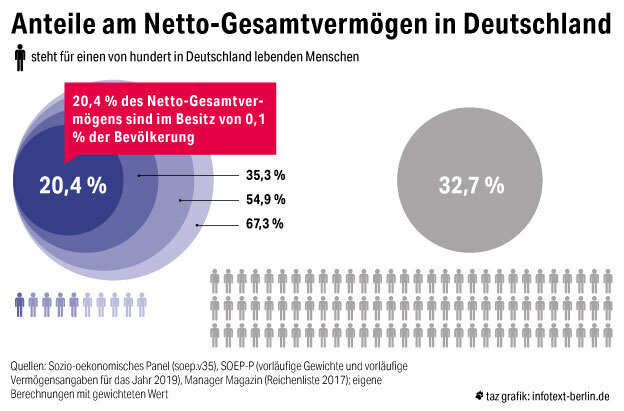 Anteile am Netto-Gesamtvermögen in Deutschland
steht für einen von hundert in Deutschland lebenden Menschen
20,4 % des Netto-Gesamtver-
mögens sind im Besitz von 0,1
% der Bevölkerung
20,4 %
35,3 %
54,9 %
67,3 %
32,7 %
Quellen: Sozio-oekonomisches Panel (soep.v35), SOEP-P (vorläufige Gewichte und vorläufige
Vermögensangaben für das Jahr 2019), Manager Magazin (Reichenliste 2017); eigene
Berechnungen mit gewichteten Wert
taz grafik: infotext-berlin.de